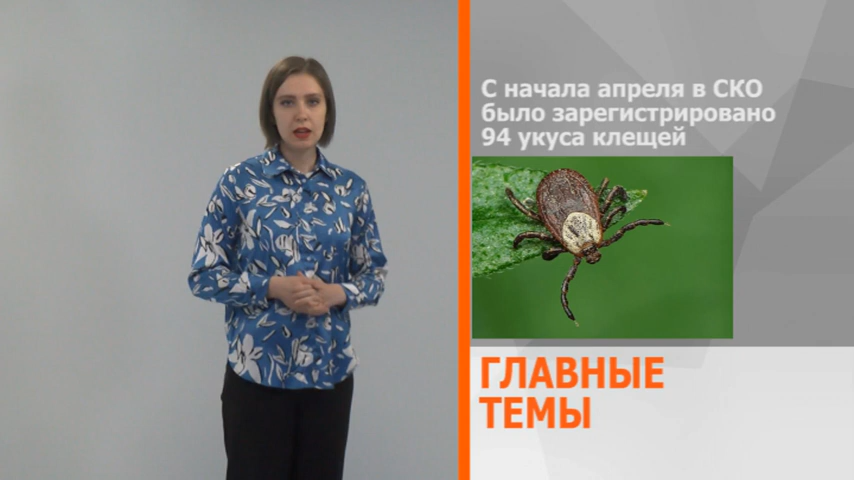 С начала апреля в СКО
было зарегистрировано
94 укуса клещей
ГЛАВНЫЕ
ТЕМЫ